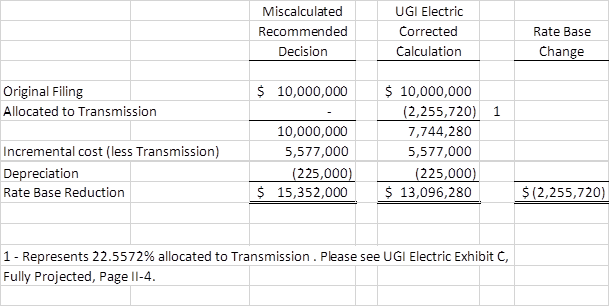 Miscalculated UGI Electric
Recommended Corrected Rate Base
Decision Calculation Change
Original Filing $ 10,000,000 $ 10,000,000
Allocated to Transmission - (2,255,720) 1
10,000,000 7,744,280
Incremental cost (less Transmission) 5,577,000 5,577,000
Depreciation (225,000) (225,000)
Rate Base Reduction $ 15,352,000 $ 13,096,280 $ (2,255,720)
1 - Represents 22.5572% allocated to Transmission . Please see UGI Electric Exhibit C,
Fully Projected, Page II-4.